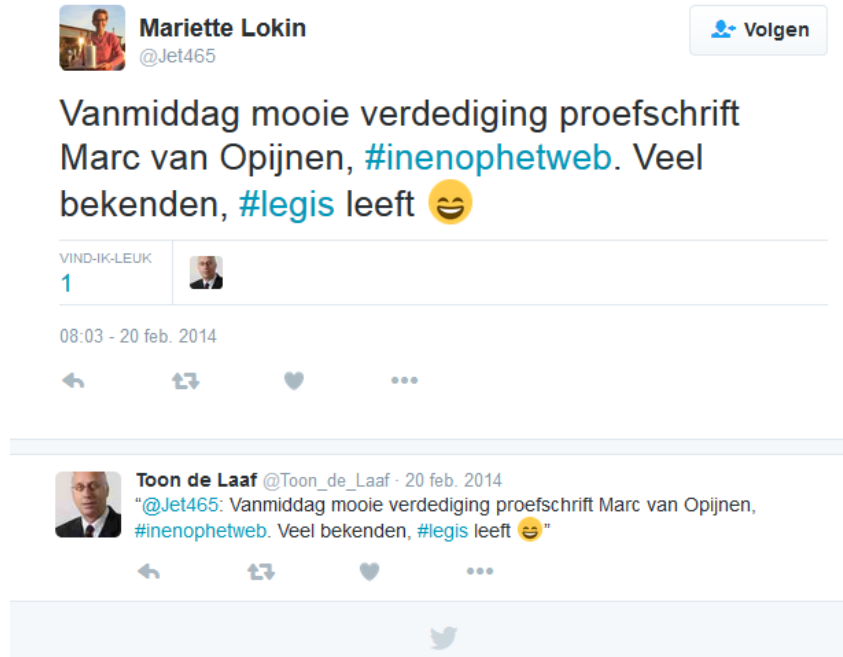 Mariette Lokin
@Jet465
Volgen
Vanmiddag mooie verdediging proefschrift
Marc van Opijnen, #inenophetweb. Veel
bekenden, #legis leeft 😄
VIND-IK-LEUK
1
08:03 - 20 feb. 2014
Toon de Laaf @Toon_de_Laaf · 20 feb. 2014
“@Jet465: Vanmiddag mooie verdediging proefschrift Marc van Opijnen,
#inenophetweb. Veel bekenden, #legis leeft 😄”